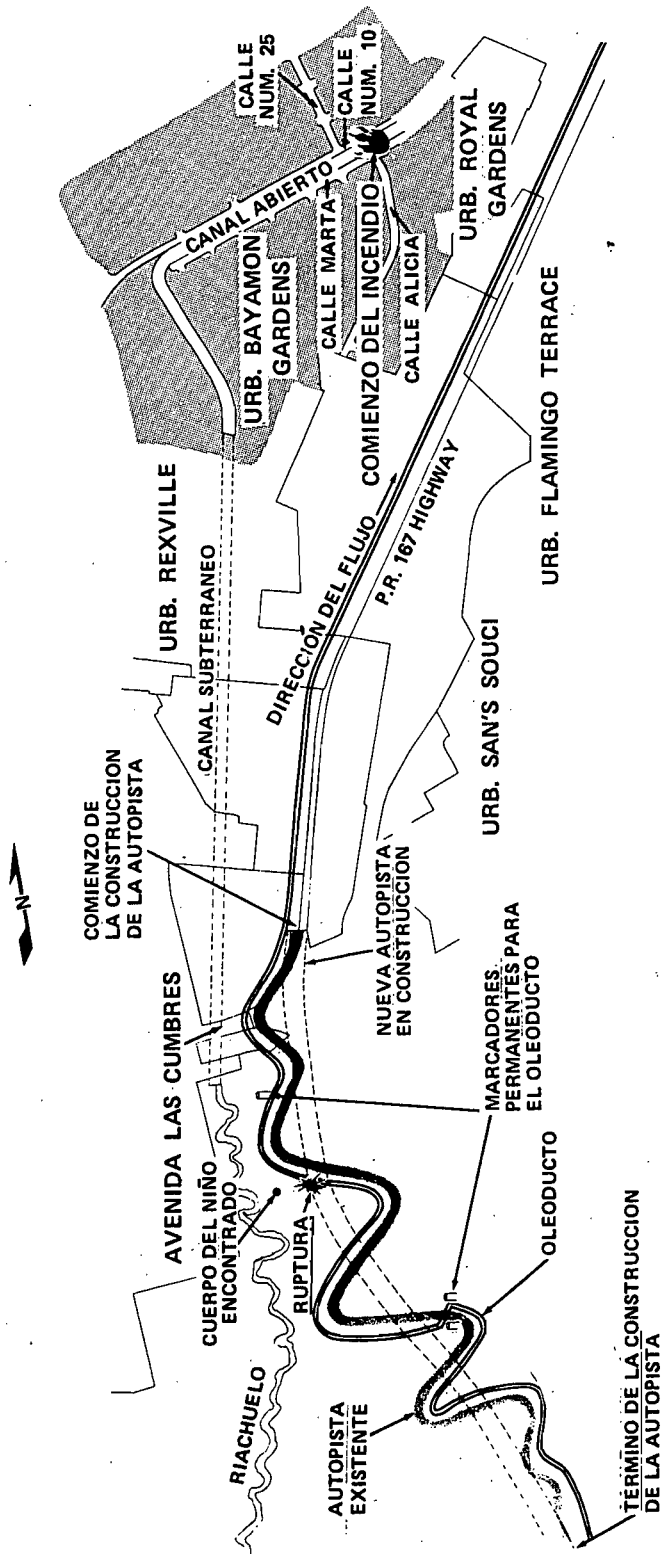 N
COMIENZO DE
LA CONSTRUCCION
DE LA AUTOPISTA
AVENIDA LAS CUMBRES
CUERPO DEL NIÑO
ENCONTRADO
RIACHUELO
RUPTURA
AUTOPISTA
EXISTENTE
TERMINO DE LA CONSTRUCCION
DE LA AUTOPISTA
OLEODUCTO
MARCADORES
PERMANENTES PARA
EL OLEODUCTO
NUEVA AUTOPISTA
EN CONSTRUCCION
URB. REXVILLE
CANAL SUBTERRANEO
DIRECCIÓN DEL FLUJO
P.R. 167 HIGHWAY
URB. SAN'S SOUCI
URB. FLAMINGO TERRACE
URB. BAYAMON
GARDENS
CANAL ABIERTO
CALLE MARTA
COMIENZO DEL INCENDIO
CALLE ALICIA
CALLE
NUM. 25
CALLE
NUM. 10
URB. ROYAL
GARDENS